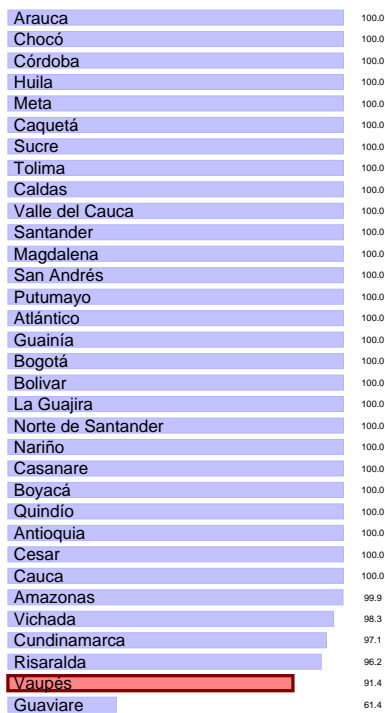 Arauca 100.0
Chocó 100.0
Córdoba 100.0
Huila 100.0
Meta 100.0
Caquetá 100.0
Sucre 100.0
Tolima 100.0
Caldas 100.0
Valle del Cauca 100.0
Santander 100.0
Magdalena 100.0
San Andrés 100.0
Putumayo 100.0
Atlántico 100.0
Guainía 100.0
Bogotá 100.0
Bolivar 100.0
La Guajira 100.0
Norte de Santander 100.0
Nariño 100.0
Casanare 100.0
Boyacá 100.0
Quindío 100.0
Antioquia 100.0
Cesar 100.0
Cauca 100.0
Amazonas 99.9
Vichada 98.3
Cundinamarca 97.1
Risaralda 96.2
Vaupés 91.4
Guaviare 61.4